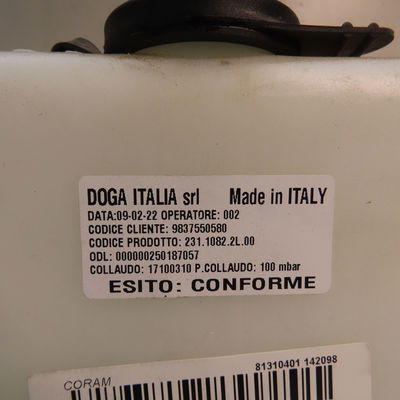 DOGA ITALIA srl Made in ITALY
DATA:09-02-22 OPERATORE: 002
CODICE CLIENTE: 9837550580
CODICE PRODOTTO: 231.1082.2L.00
ODL: 000000250187057
COLLAUDO: 17100310 P.COLLAUDO: 100 mbar
ESITO: CONFORME
81310401 142098
CORAM